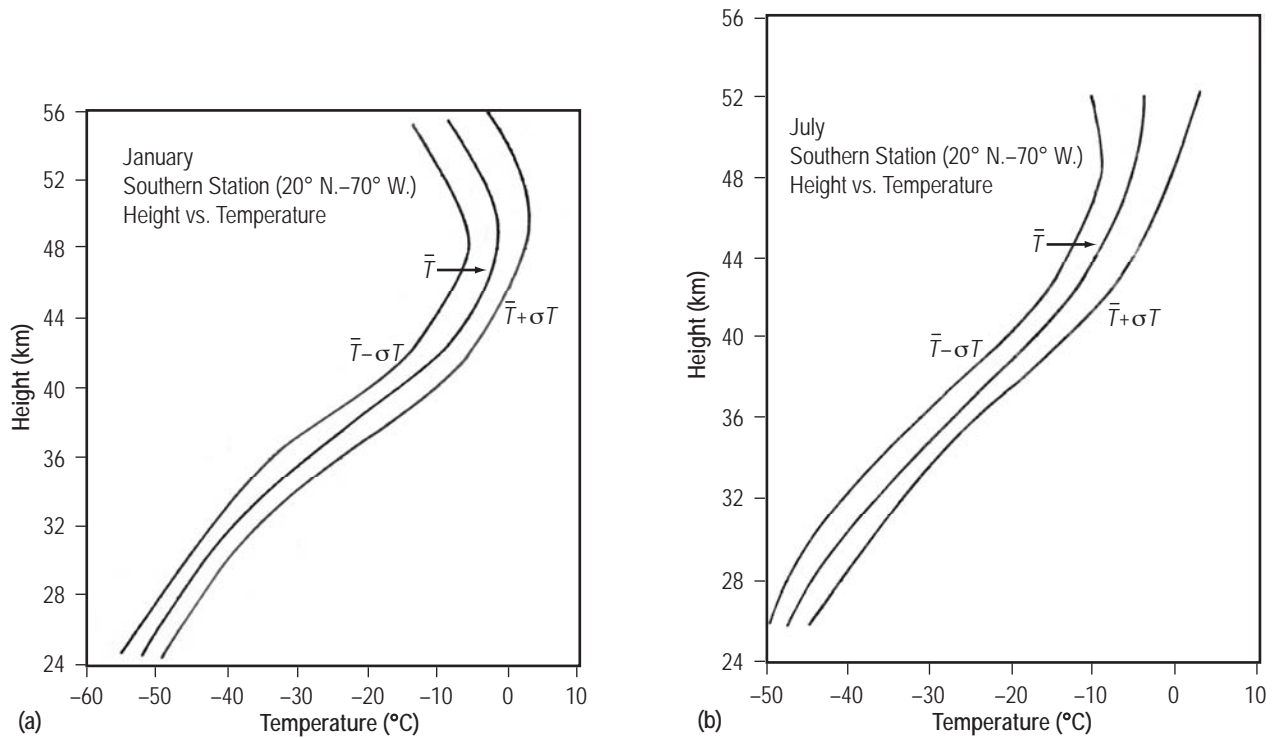 56
52
48
44
40
36
32
28
24
Height (km)
January
Southern Station (20° N.–70° W.)
Height vs. Temperature
T̄
T̄–σT
T̄+σT
–60 –50 –40 –30 –20 –10 0 10
Temperature (°C)
(a)
56
52
48
44
40
36
32
28
24
Height (km)
July
Southern Station (20° N.–70° W.)
Height vs. Temperature
T̄
T̄–σT
T̄+σT
–50 –40 –30 –20 –10 0 10
Temperature (°C)
(b)